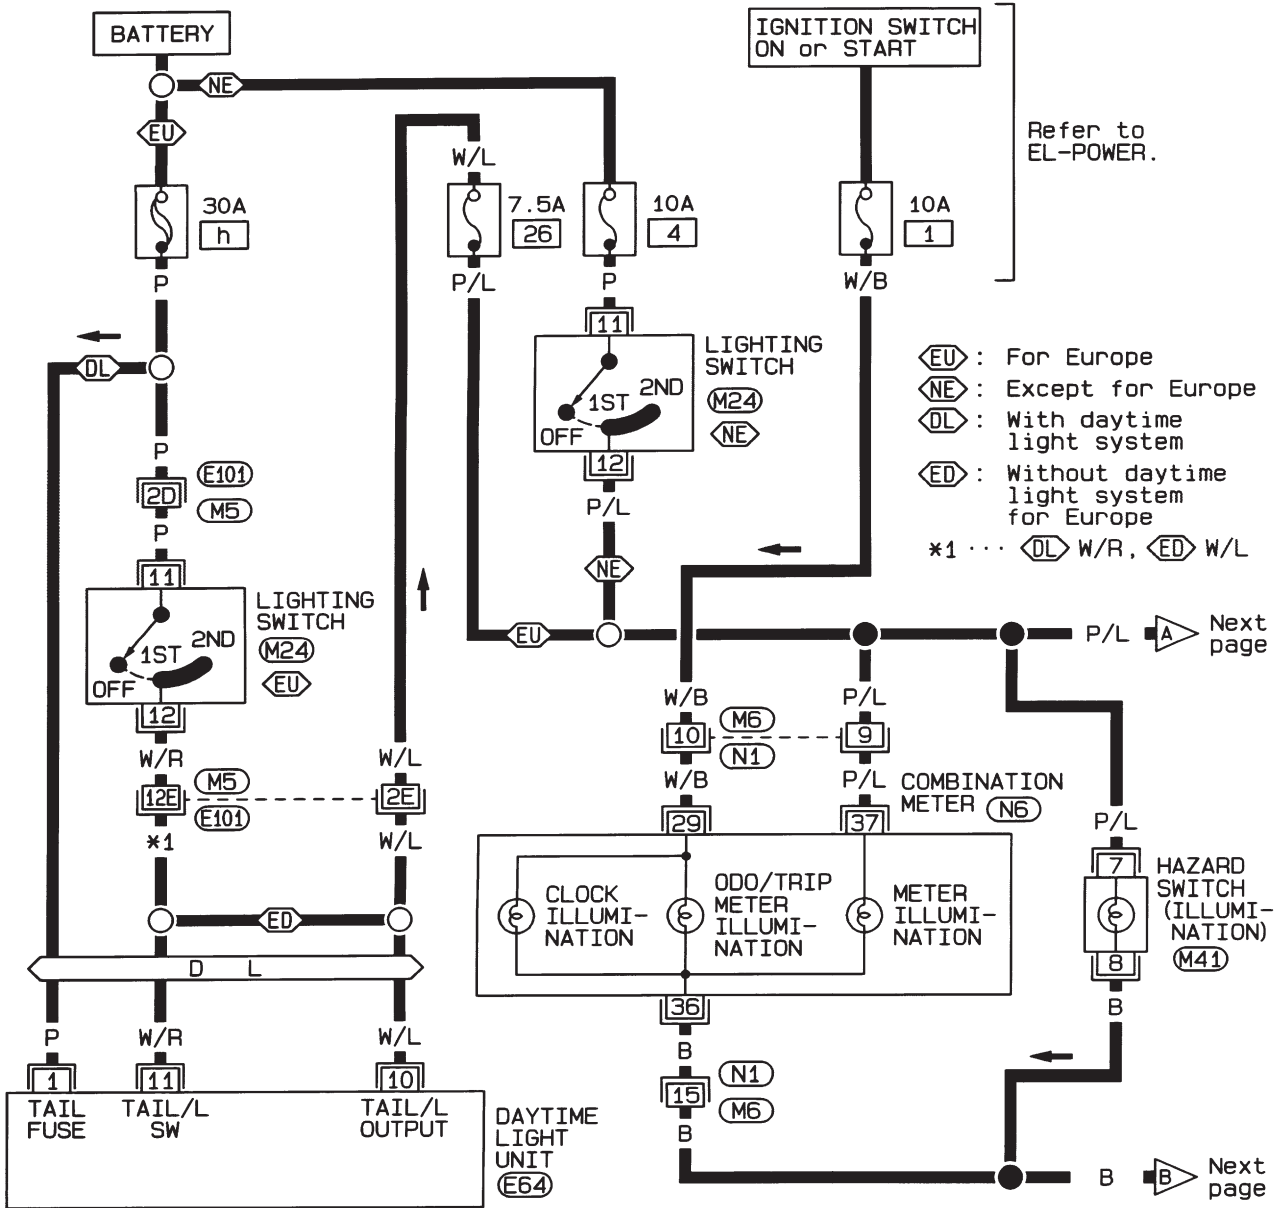 BATTERY
IGNITION SWITCH
ON or START
NE
EU
Refer to
EL-POWER.
W/L
30A
h
7.5A
26
10A
4
10A
1
P
P/L
P
W/B
11
DL
LIGHTING
SWITCH
M24
NE
1ST
2ND
OFF
12
P/L
NE
EU : For Europe
NE : Except for Europe
DL : With daytime
light system
ED : Without daytime
light system
for Europe
*1 ··· DL W/R, ED W/L
P
E101
2D
M5
P
11
LIGHTING
SWITCH
M24
EU
1ST
2ND
OFF
12
EU
P/L
A
Next
page
W/R
W/L
M5
12E
2E
E101
*1
W/L
W/B
P/L
M6
10
9
N1
W/B
P/L
COMBINATION
METER N6
29
37
CLOCK
ILLUMI-
NATION
ODO/TRIP
METER
ILLUMI-
NATION
METER
ILLUMI-
NATION
36
P/L
7
HAZARD
SWITCH
(ILLUMI-
NATION)
M41
8
B
ED
D L
P
W/R
W/L
1
11
10
TAIL
FUSE
TAIL/L
SW
TAIL/L
OUTPUT
DAYTIME
LIGHT
UNIT
E64
B
N1
15
M6
B
B
B
Next
page